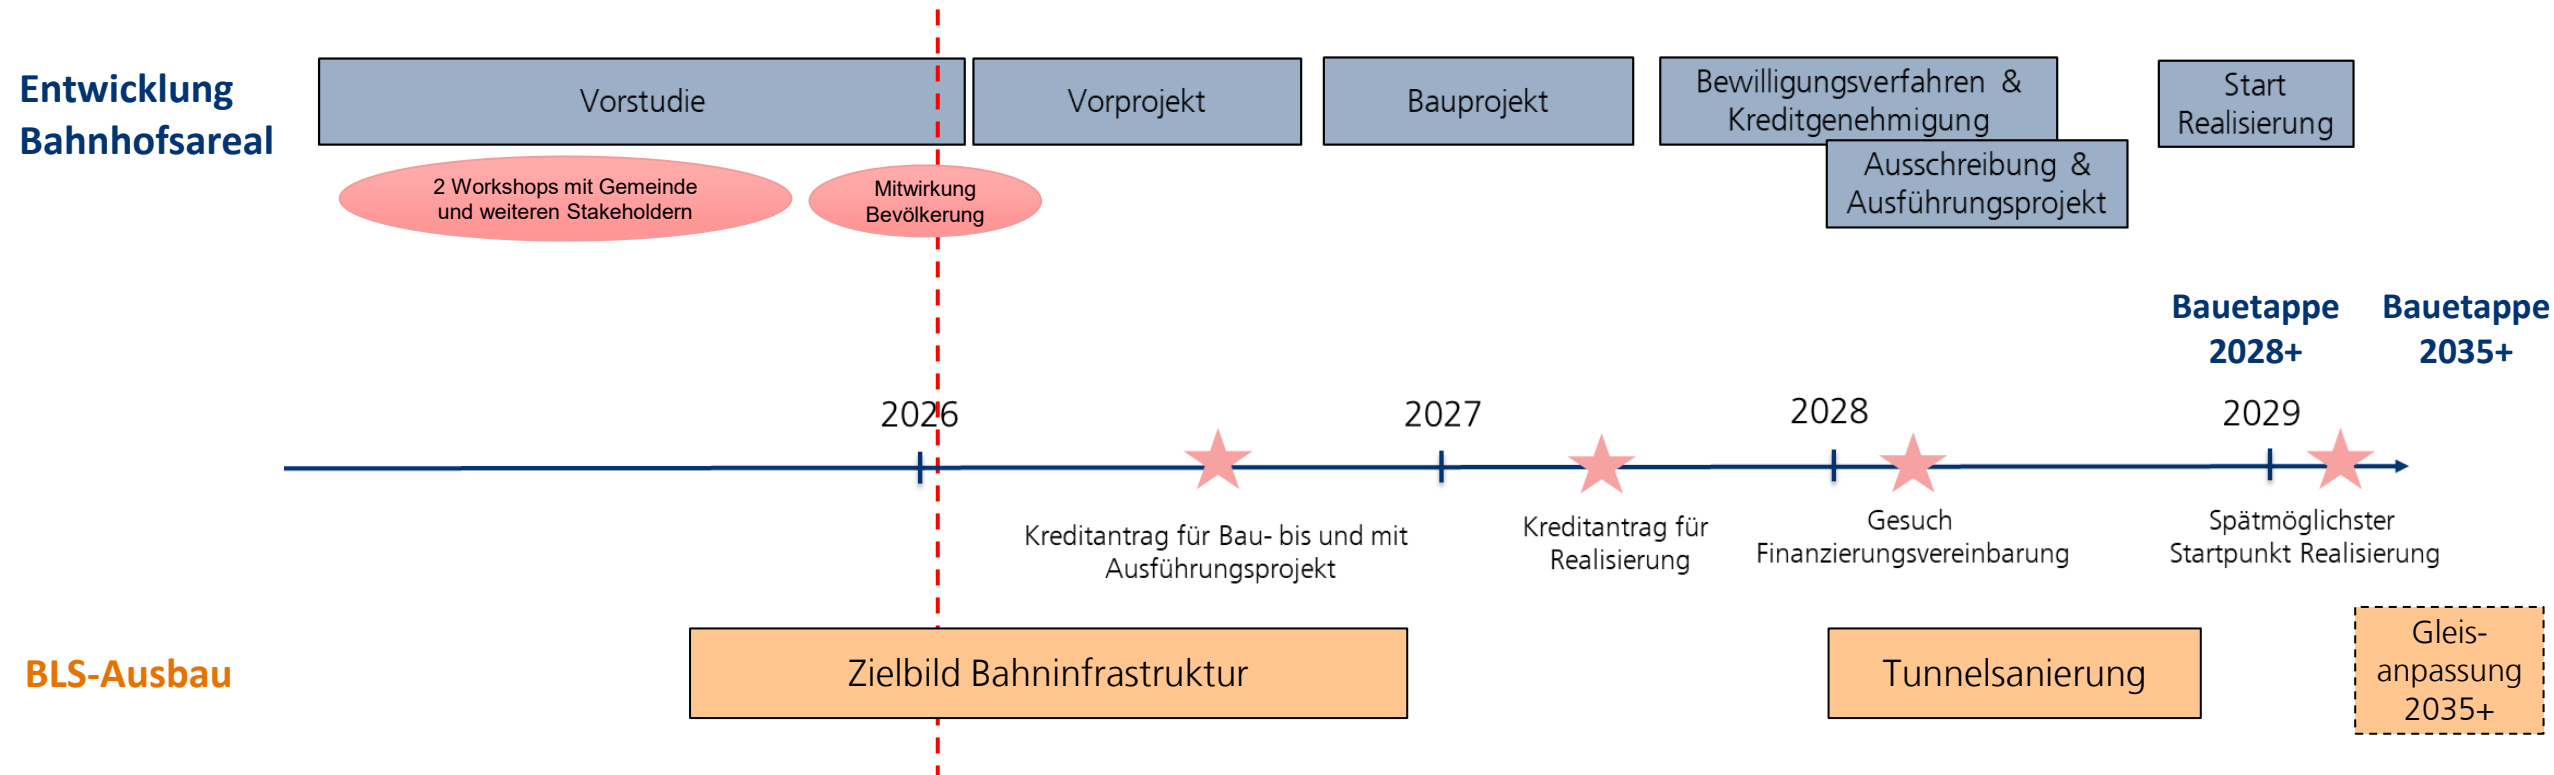 Entwicklung
Bahnhofsareal
Vorstudie
Vorprojekt
Bauprojekt
Bewilligungsverfahren &
Kreditgenehmigung
Start
Realisierung
Ausschreibung &
Ausführungsprojekt
2 Workshops mit Gemeinde
und weiteren Stakeholdern
Mitwirkung
Bevölkerung
Bauetappe
2028+
Bauetappe
2035+
2026
2027
2028
2029
Kreditantrag für Bau- bis und mit
Ausführungsprojekt
Kreditantrag für
Realisierung
Gesuch
Finanzierungsvereinbarung
Spätmöglichster
Startpunkt Realisierung
BLS-Ausbau
Zielbild Bahninfrastruktur
Tunnelsanierung
Gleis-
anpassung
2035+